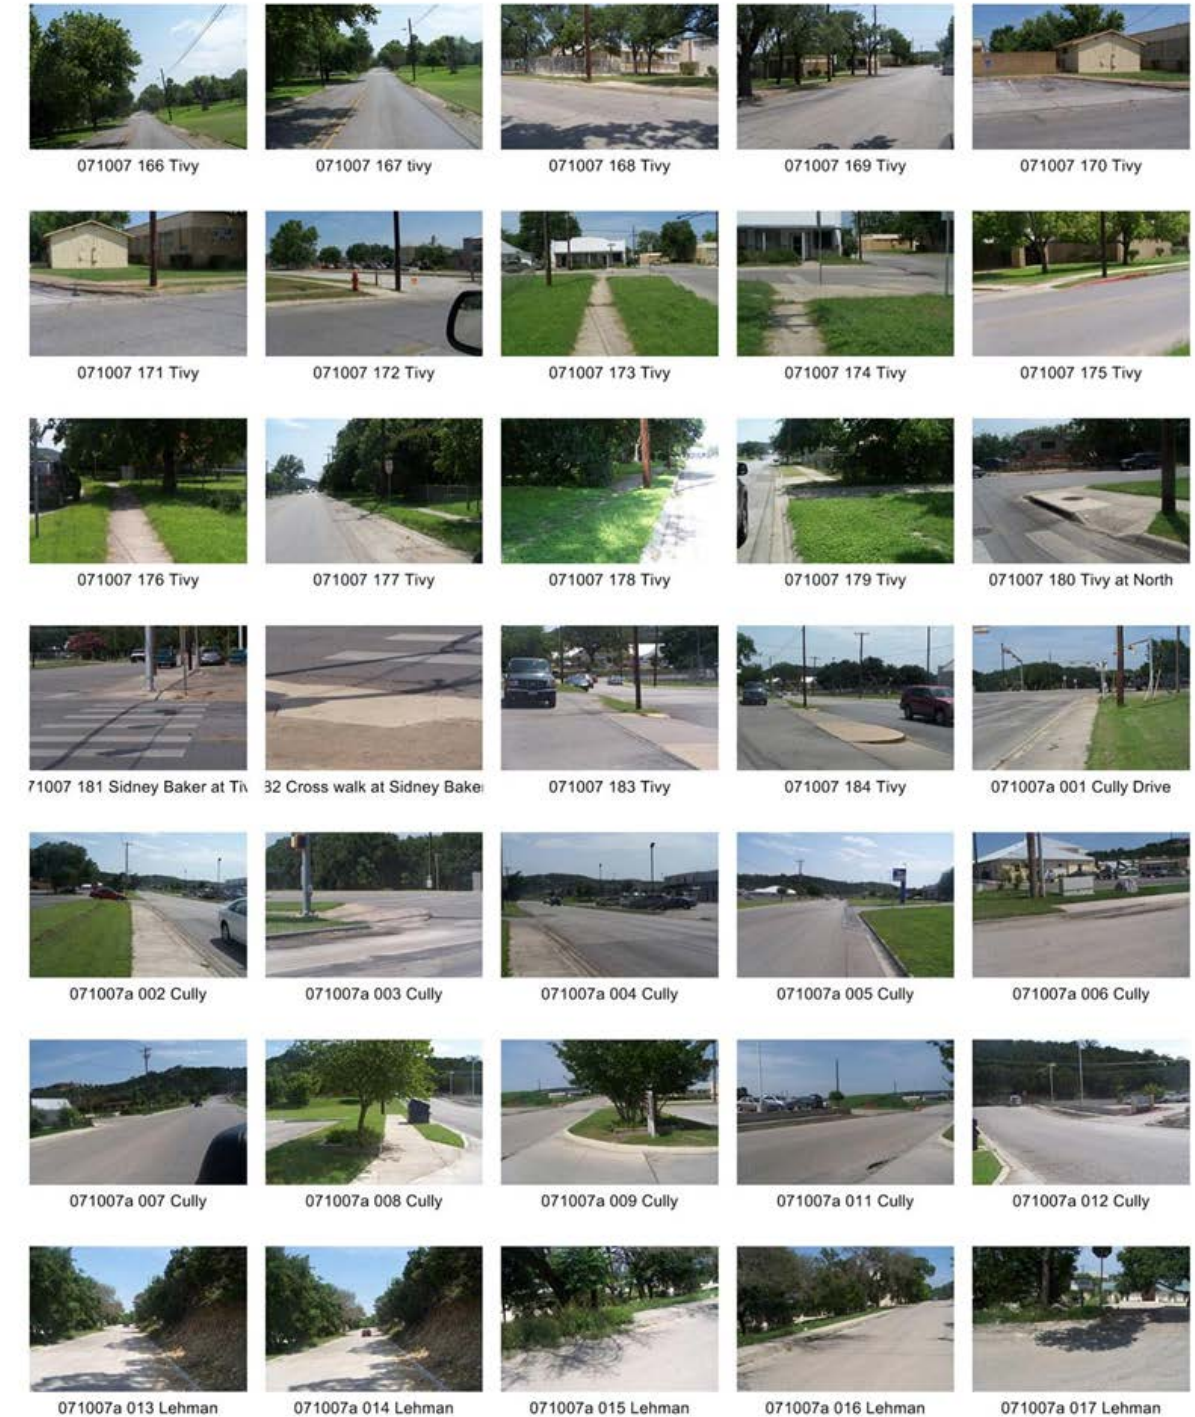 071007 166 Tivy
071007 167 tivy
071007 168 Tivy
071007 169 Tivy
071007 170 Tivy
071007 171 Tivy
071007 172 Tivy
071007 173 Tivy
071007 174 Tivy
071007 175 Tivy
071007 176 Tivy
071007 177 Tivy
071007 178 Tivy
071007 179 Tivy
071007 180 Tivy at North
71007 181 Sidney Baker at Tiv
32 Cross walk at Sidney Baker
071007 183 Tivy
071007 184 Tivy
071007a 001 Cully Drive
071007a 002 Cully
071007a 003 Cully
071007a 004 Cully
071007a 005 Cully
071007a 006 Cully
071007a 007 Cully
071007a 008 Cully
071007a 009 Cully
071007a 011 Cully
071007a 012 Cully
071007a 013 Lehman
071007a 014 Lehman
071007a 015 Lehman
071007a 016 Lehman
071007a 017 Lehman